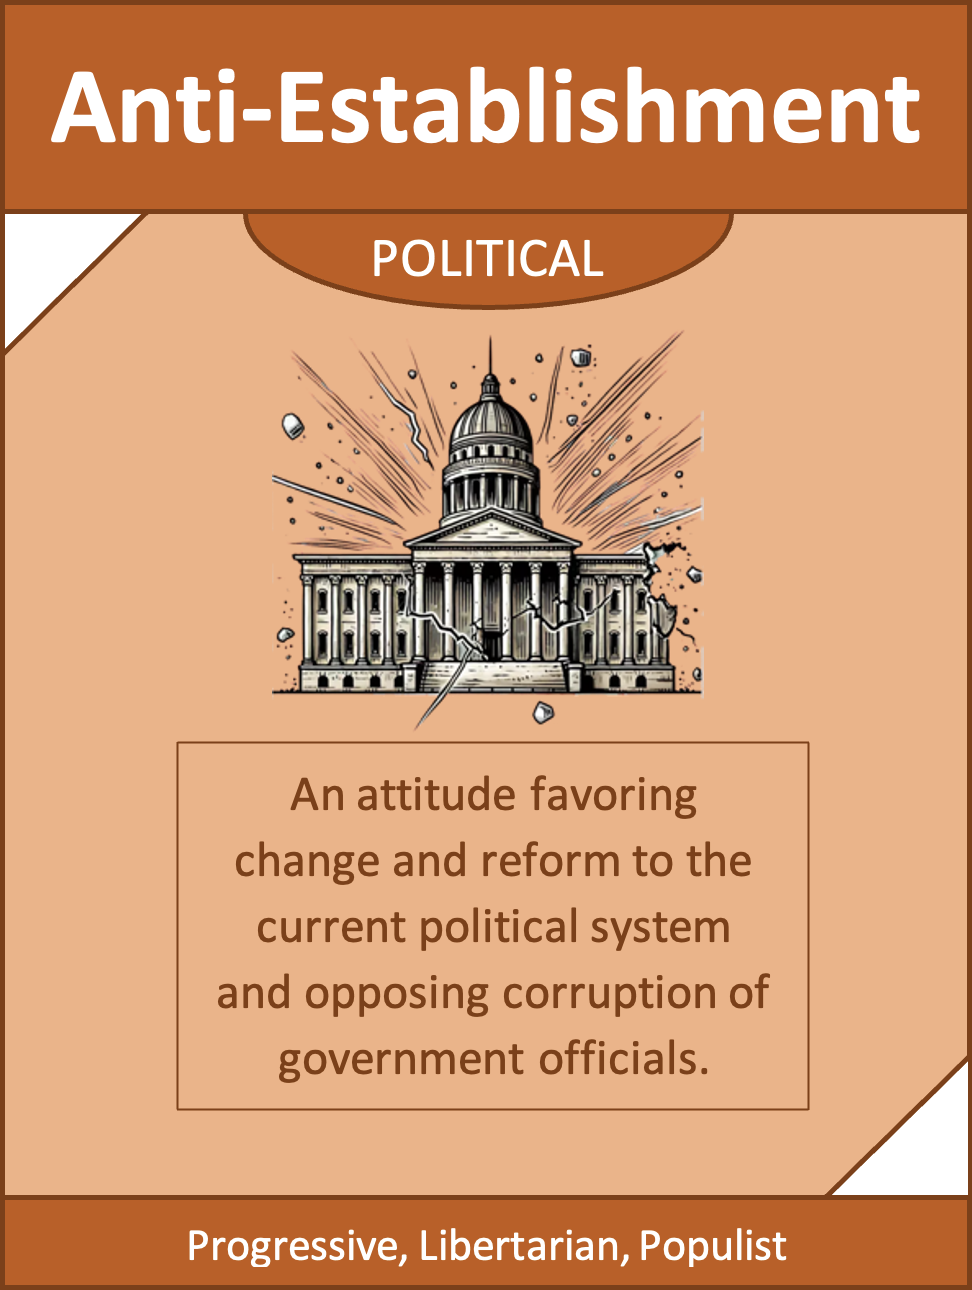 Anti-Establishment
POLITICAL
An attitude favoring
change and reform to the
current political system
and opposing corruption of
government officials.
Progressive, Libertarian, Populist